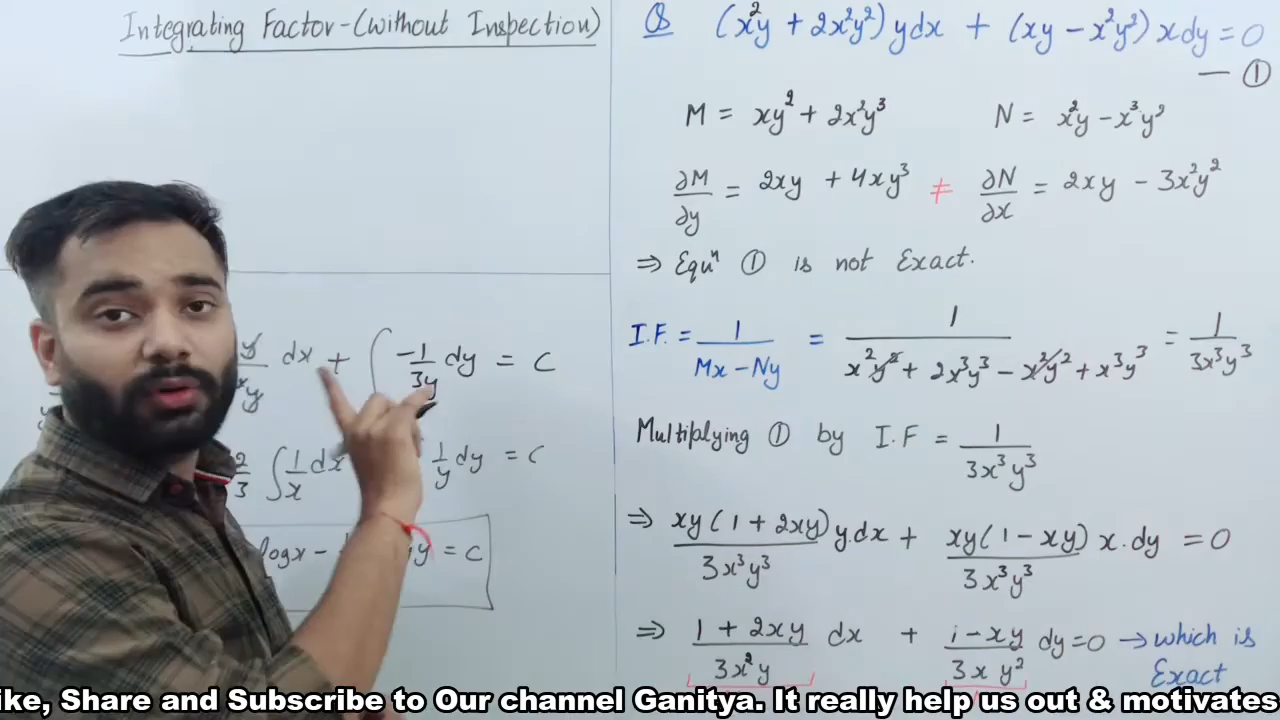 Integrating Factor-(without Inspection)
y/y dx + ∫ -1/3y dy = C
2/3 ∫ 1/x dx 1/y dy = C
logx - y = C
Q (x²y + 2x²y²) y dx + (xy - x²y²) x dy = 0
— ①
M = xy² + 2x²y³ N = x²y - x³y²
∂M/∂y = 2xy + 4xy³ ≠ ∂N/∂x = 2xy - 3x²y²
⇒ Equⁿ ① is not Exact.
I.F. = 1/(Mx - Ny) = 1/(x²y² + 2x³y³ - x²y² + x³y³) = 1/3x³y³
Multiplying ① by I.F = 1/3x³y³
⇒ xy(1 + 2xy)/3x³y³ y dx + xy(1 - xy)/3x³y³ x.dy = 0
⇒ (1 + 2xy)/3x²y dx + (1 - xy)/3xy² dy = 0 → which is
Exact
ike, Share and Subscribe to Our channel Ganitya. It really help us out & motivates